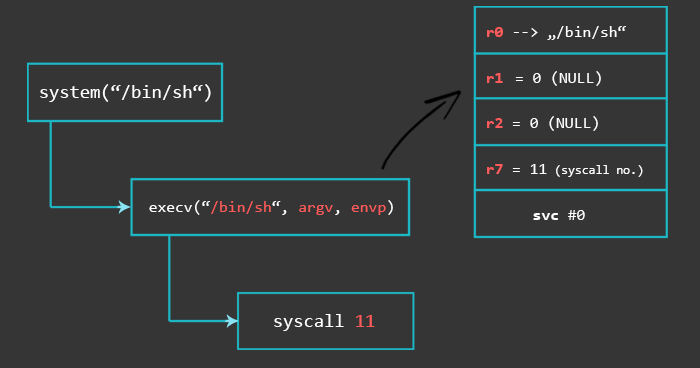 system(“/bin/sh“)
execv(“/bin/sh“, argv, envp)
syscall 11
r0 --> „/bin/sh“
r1 = 0 (NULL)
r2 = 0 (NULL)
r7 = 11 (syscall no.)
svc #0